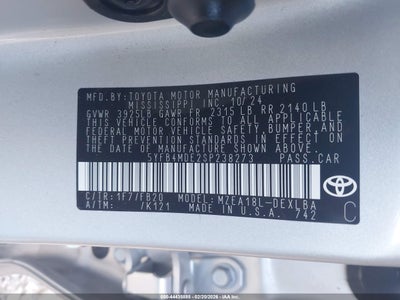 MFD.BY:TOYOTA MOTOR MANUFACTURING
MISSISSIPPI INC. 10/24
GVWR 3925LB GAWR FR 2315LB RR 2140LB
THIS VEHICLE CONFORMS TO ALL APPLICABLE
FEDERAL MOTOR VEHICLE SAFETY, BUMPER,AND
THEFT PREVENTION STANDARDS IN EFFECT ON
THE DATE OF MANUFACTURE SHOWN ABOVE.
5YFB4MDE2SP238273 PASS.CAR
C/TR:1F7/FB20 MODEL:MZEA18L-DEXLBA
A/TM: /K121 MADE IN U.S.A. 742
TOYOTA
C